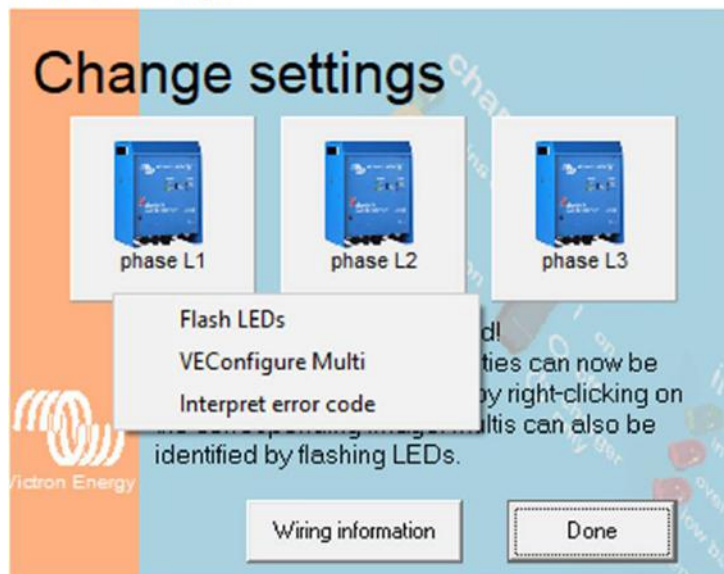 Change settings
phase L1
phase L2
phase L3
Flash LEDs
VEConfigure Multi
Interpret error code
d!
ties can now be
by right-clicking on
ltis can also be
identified by flashing LEDs.
Victron Energy
Wiring information
Done